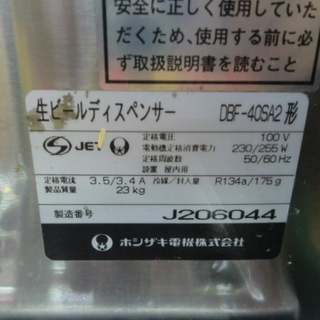 安全に正しく使用していた
だくため、使用する前に必
ず取扱説明書を読むこと
生ビールディスペンサー DBF-40SA2 形
JET
定格電圧 100 V
電動機定格消費電力 230/255 W
定格周波数 50/60 Hz
設置 屋内用
定格電流 3.5/3.4 A 冷媒/封入量 R134a/175 g
製品質量 23 kg
製造番号 J206044
ホシザキ電機株式会社